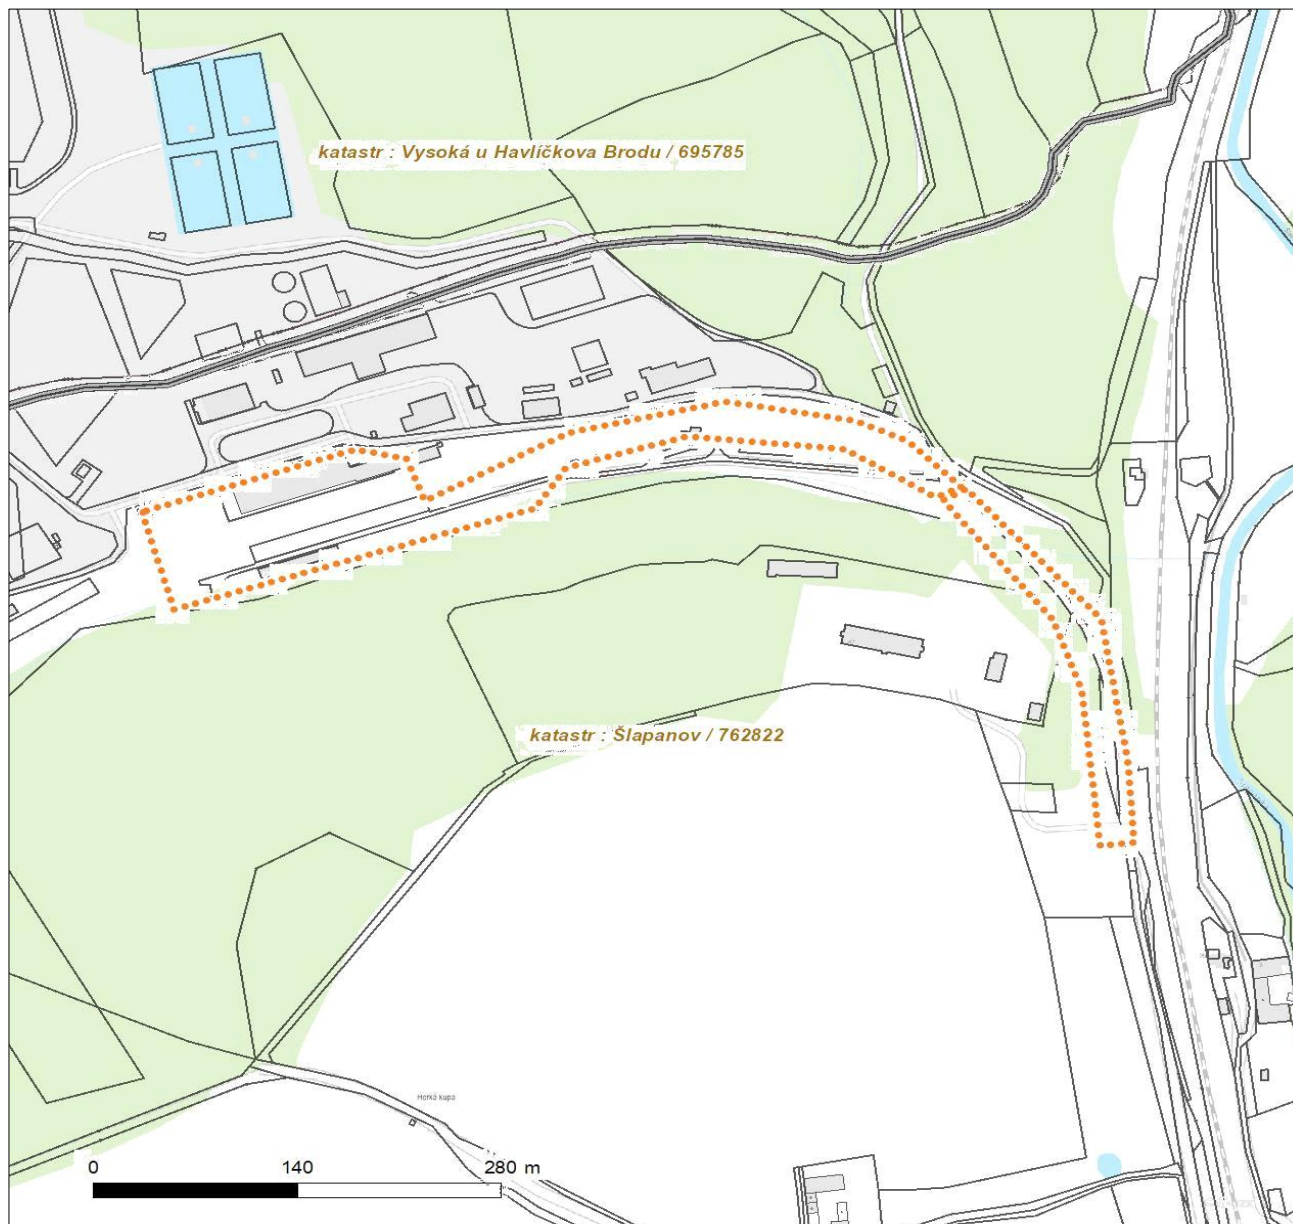 katastr : Vysoká u Havlíčkova Brodu / 695785
katastr : Šlapanov / 762822
Horká kupa
0 140 280 m